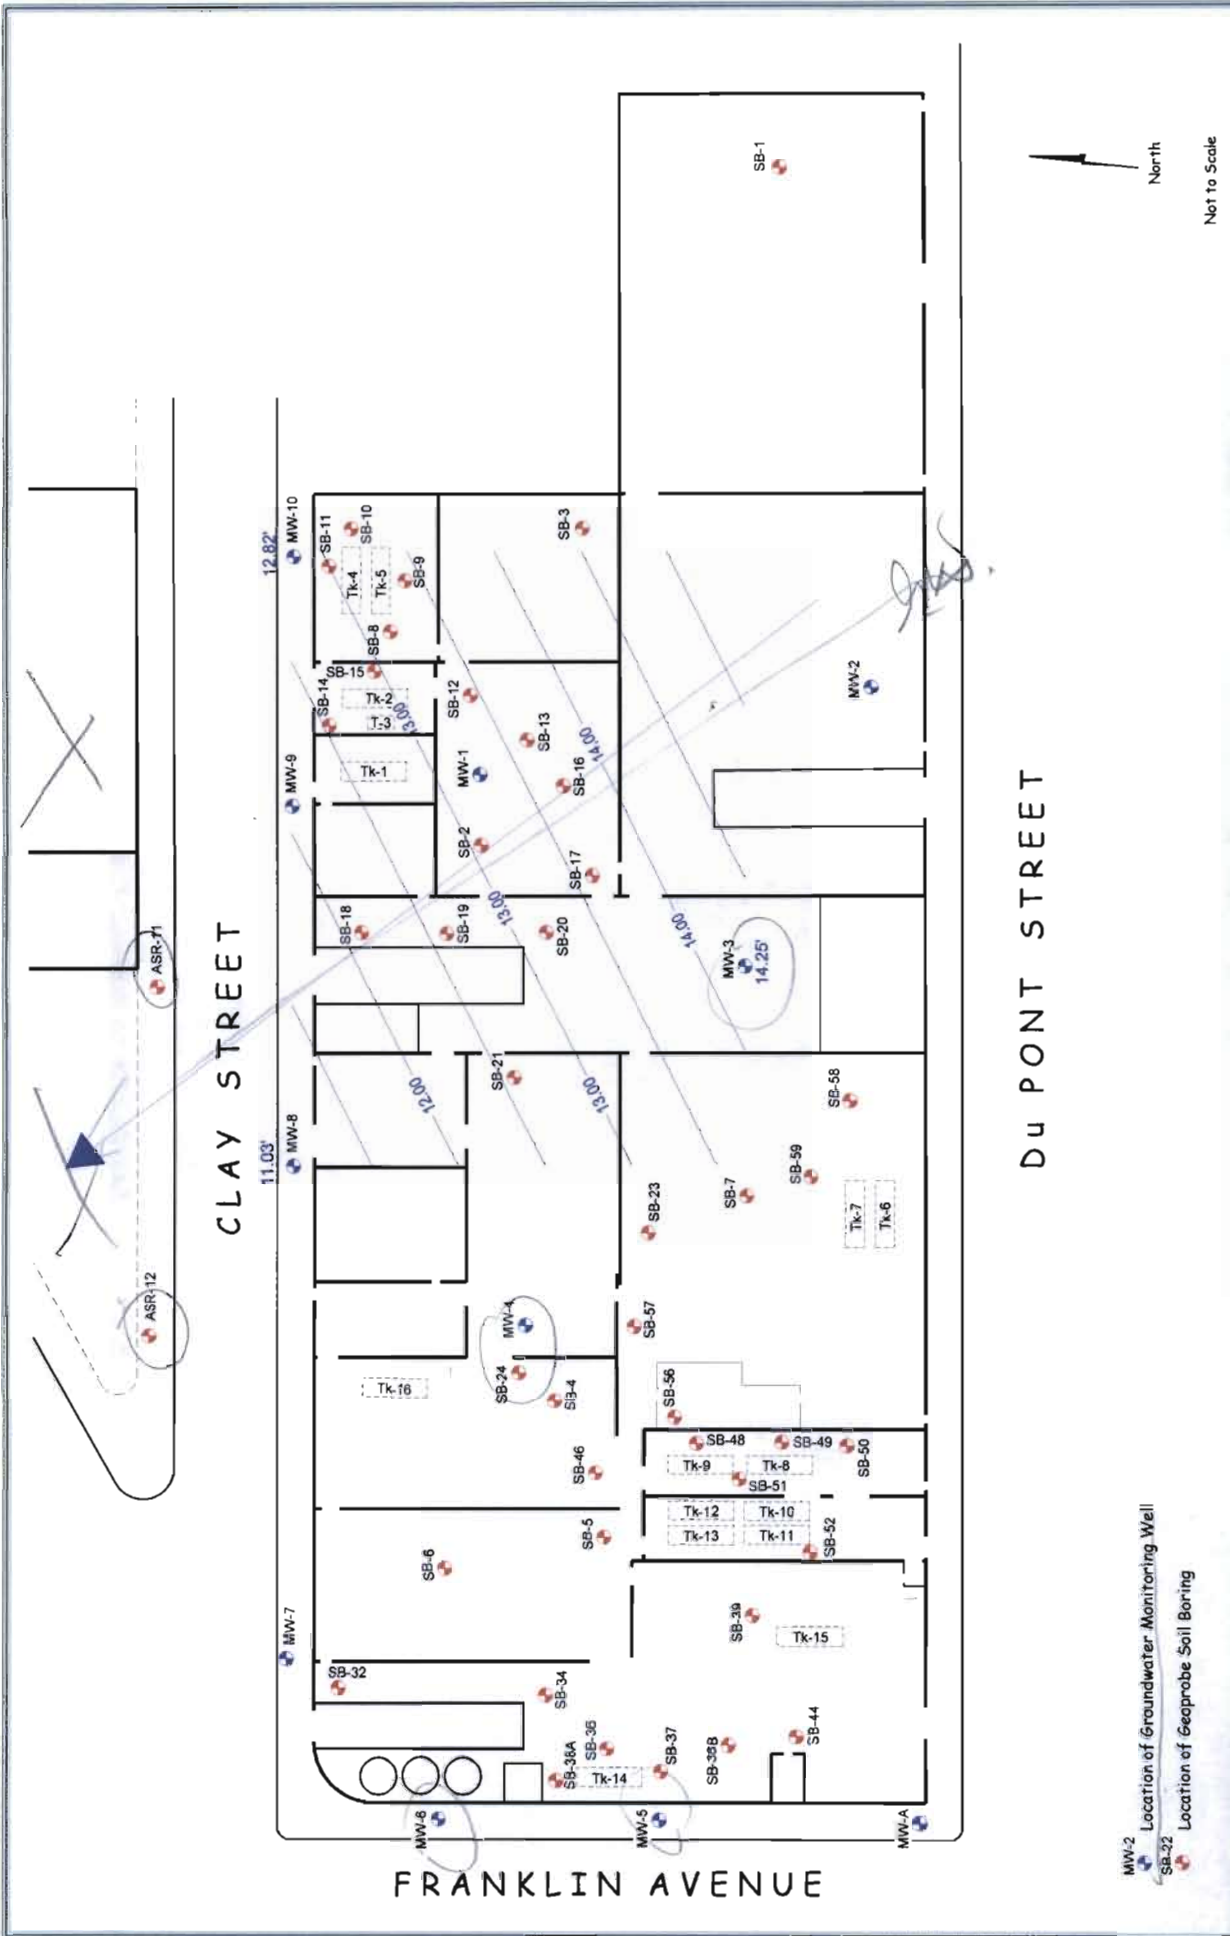 CLAY STREET
ASR-12
ASR-11
11.03'
12.82'
MW-7
MW-8
MW-9
MW-10
SB-32
SB-6
Tk-16
SB-18
SB-14
SB-15
SB-11
SB-10
Tk-1
T-3
Tk-2
Tk-4
Tk-5
SB-8
SB-9
13.00
12.00
MW-6
SB-34
SB-24
MW-4
SB-4
SB-21
SB-19
SB-20
SB-2
MW-1
SB-12
SB-13
SB-3
13.00
13.00
SB-38A
SB-36
Tk-14
SB-5
SB-46
SB-17
SB-16
14.00
MW-5
SB-37
SB-57
SB-23
14.00
SB-56
SB-48
Tk-13
Tk-12
Tk-9
SB-51
SB-38B
SB-39
SB-7
MW-3
14.25'
SB-1
SB-44
Tk-15
Tk-11
Tk-10
Tk-8
SB-49
SB-52
SB-50
SB-59
SB-58
Tk-7
Tk-6
MW-2
MW-A
FRANKLIN AVENUE
Du PONT STREET
North
Not to Scale
MW-2
Location of Groundwater Monitoring Well
SB-22
Location of Geoprobe Soil Boring